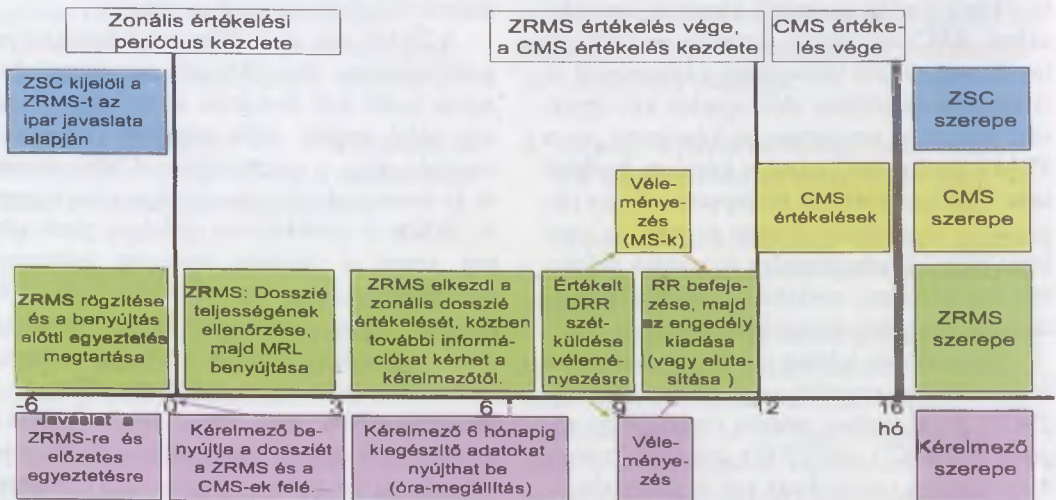 Zonális értékelési
periódus kezdete
ZRMS értékelés vége,
a CMS értékelés kezdete
CMS értéke-
lés vége
ZSC kijelöli a
ZRMS-t az
ipar javaslata
alapján
ZSC
szerepe
Véle-
ménye-
zés
(MS-k)
CMS
értékelések
CMS
szerepe
ZRMS rögzítése
és a benyújtás
előtti egyeztetés
megtartása
ZRMS: Dosszié
teljességének
ellenőrzése,
majd MRL
benyújtása
ZRMS elkezdi a
zonális dosszié
értékelését, közben
további informá-
ciókat kérhet a
kérelmezőtől.
Értékelt
DRR
szét-
küldése
vélemé-
nyezésre
RR befeje-
zése, majd
az engedély
kiadása
(vagy eluta-
sítása )
ZRMS
szerepe
-6 0 3 6 9 12 16
hó
Javaslat a
ZRMS-re és
előzetes
egyeztetésre
Kérelmező be-
nyújtja a dossziét
a ZRMS és a
CMS-ek felé.
Kérelmező 6 hónapig
kiegészítő adatokat
nyújthat be
(óra-megállítás)
Véle-
ménye-
zés
Kérelmező
szerepe